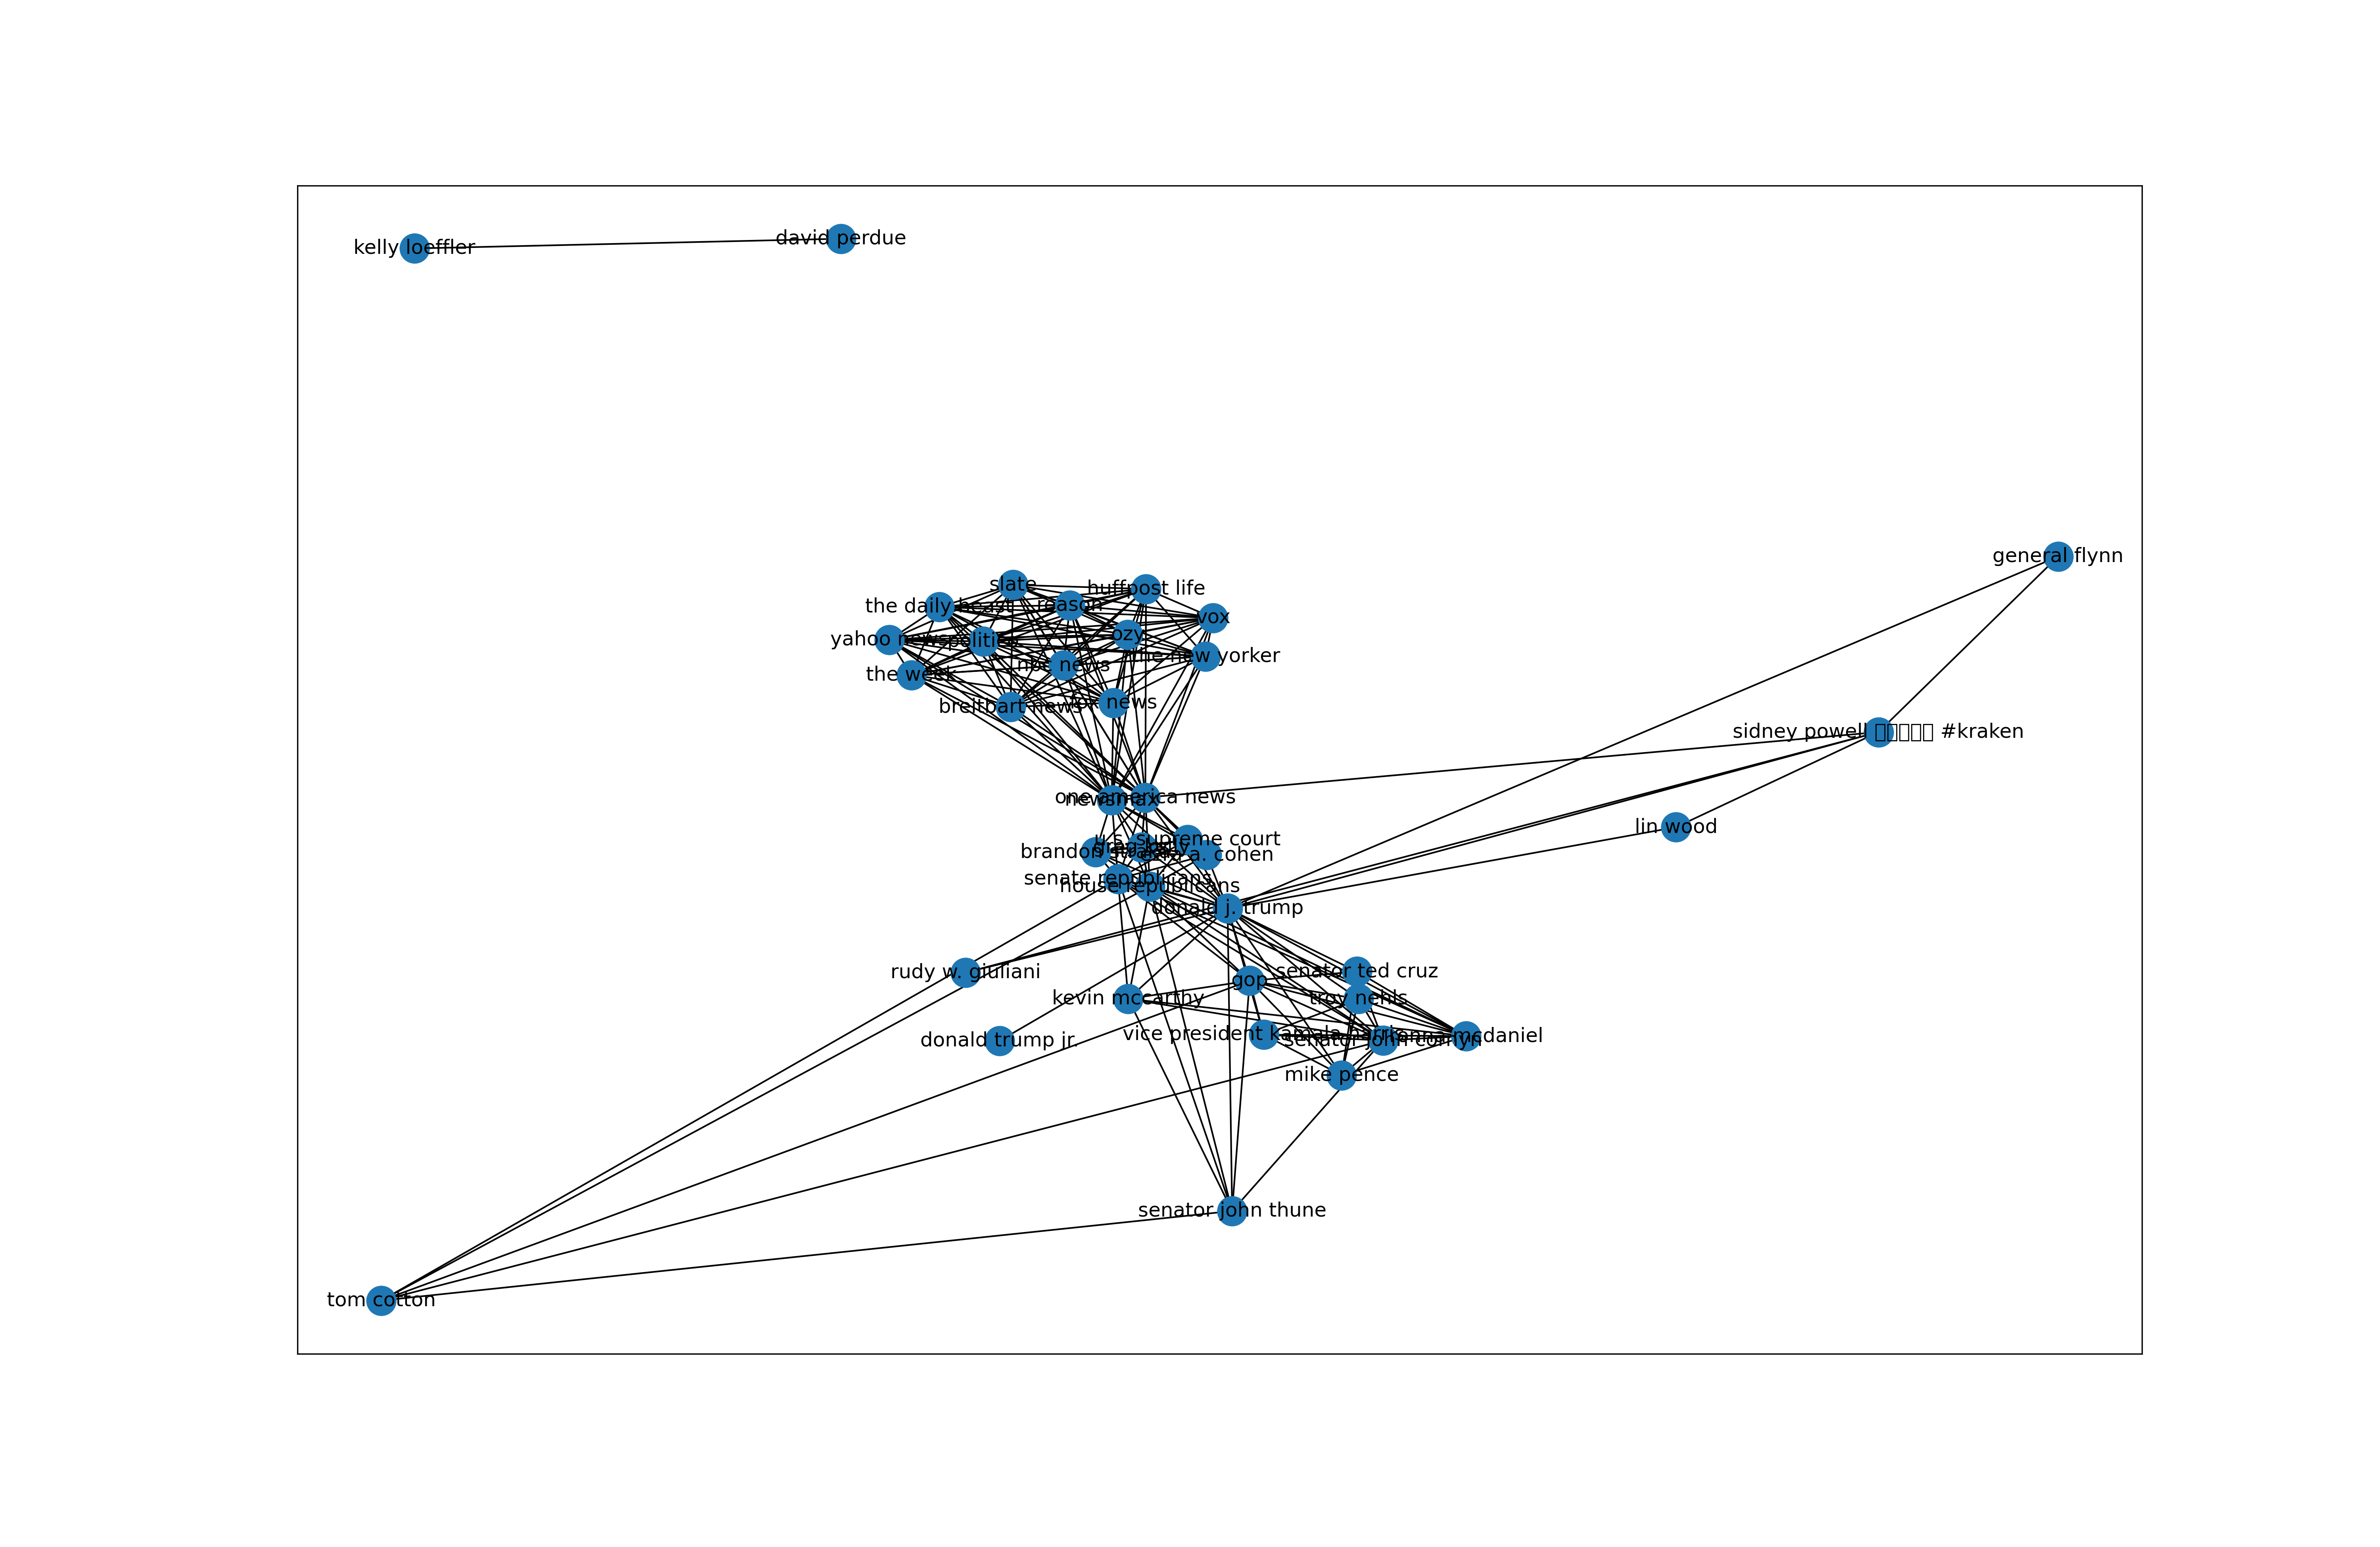 david perdue
kelly loeffler
general flynn
slate
huffpost life
the daily beast
reason
vox
ozy
yahoo news
politico
the new yorker
nbc news
the week
fox news
breitbart news
sidney powell #kraken
one america news
newsmax
lin wood
u.s. supreme court
greg kelly
brandon
a. cohen
senate republicans
house republicans
donald j. trump
rudy w. giuliani
senator ted cruz
gop
kevin mccarthy
troy nehls
vice president kamala harris
donald trump jr.
senator john cornyn
mcdaniel
mike pence
senator john thune
tom cotton